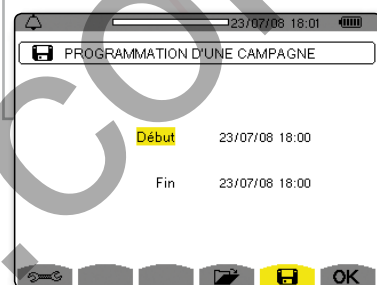 23/07/08 18:01
PROGRAMMATION D'UNE CAMPAGNE
Début 23/07/08 18:00
Fin 23/07/08 18:00
OK